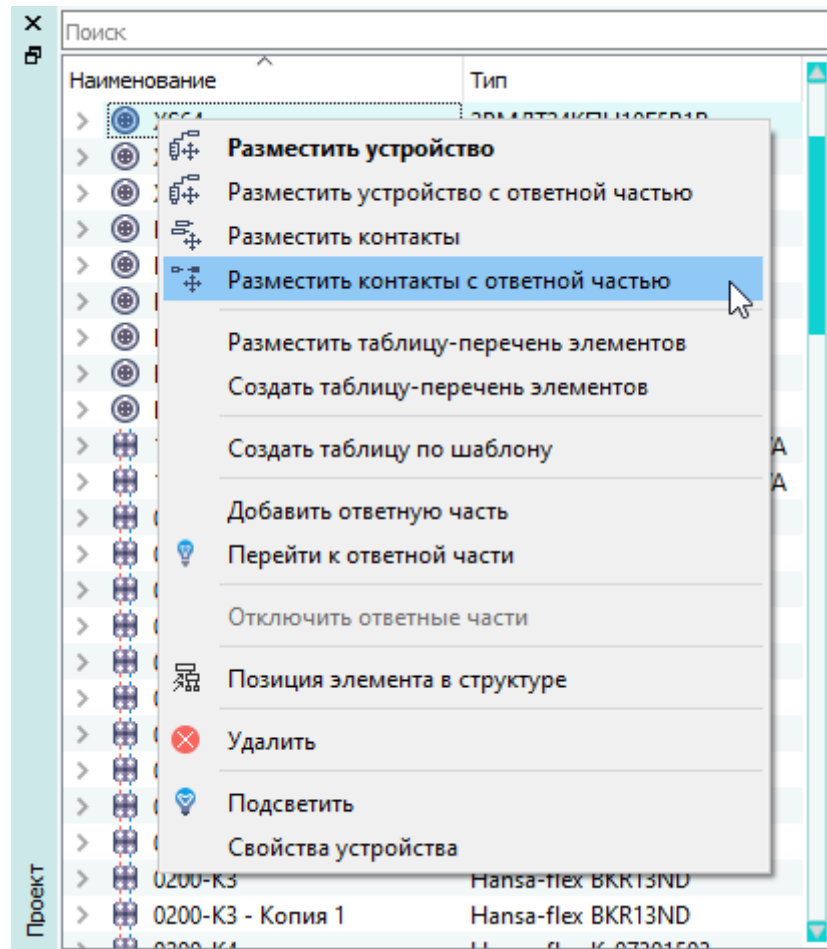 Поиск
Наименование Тип
Разместить устройство
Разместить устройство с ответной частью
Разместить контакты
Разместить контакты с ответной частью
Разместить таблицу-перечень элементов
Создать таблицу-перечень элементов
Создать таблицу по шаблону
Добавить ответную часть
Перейти к ответной части
Отключить ответные части
Позиция элемента в структуре
Удалить
Подсветить
Свойства устройства
0200-K3 Hansa-flex BKR13ND
0200-K3 - Копия 1 Hansa-flex BKR13ND
Проект